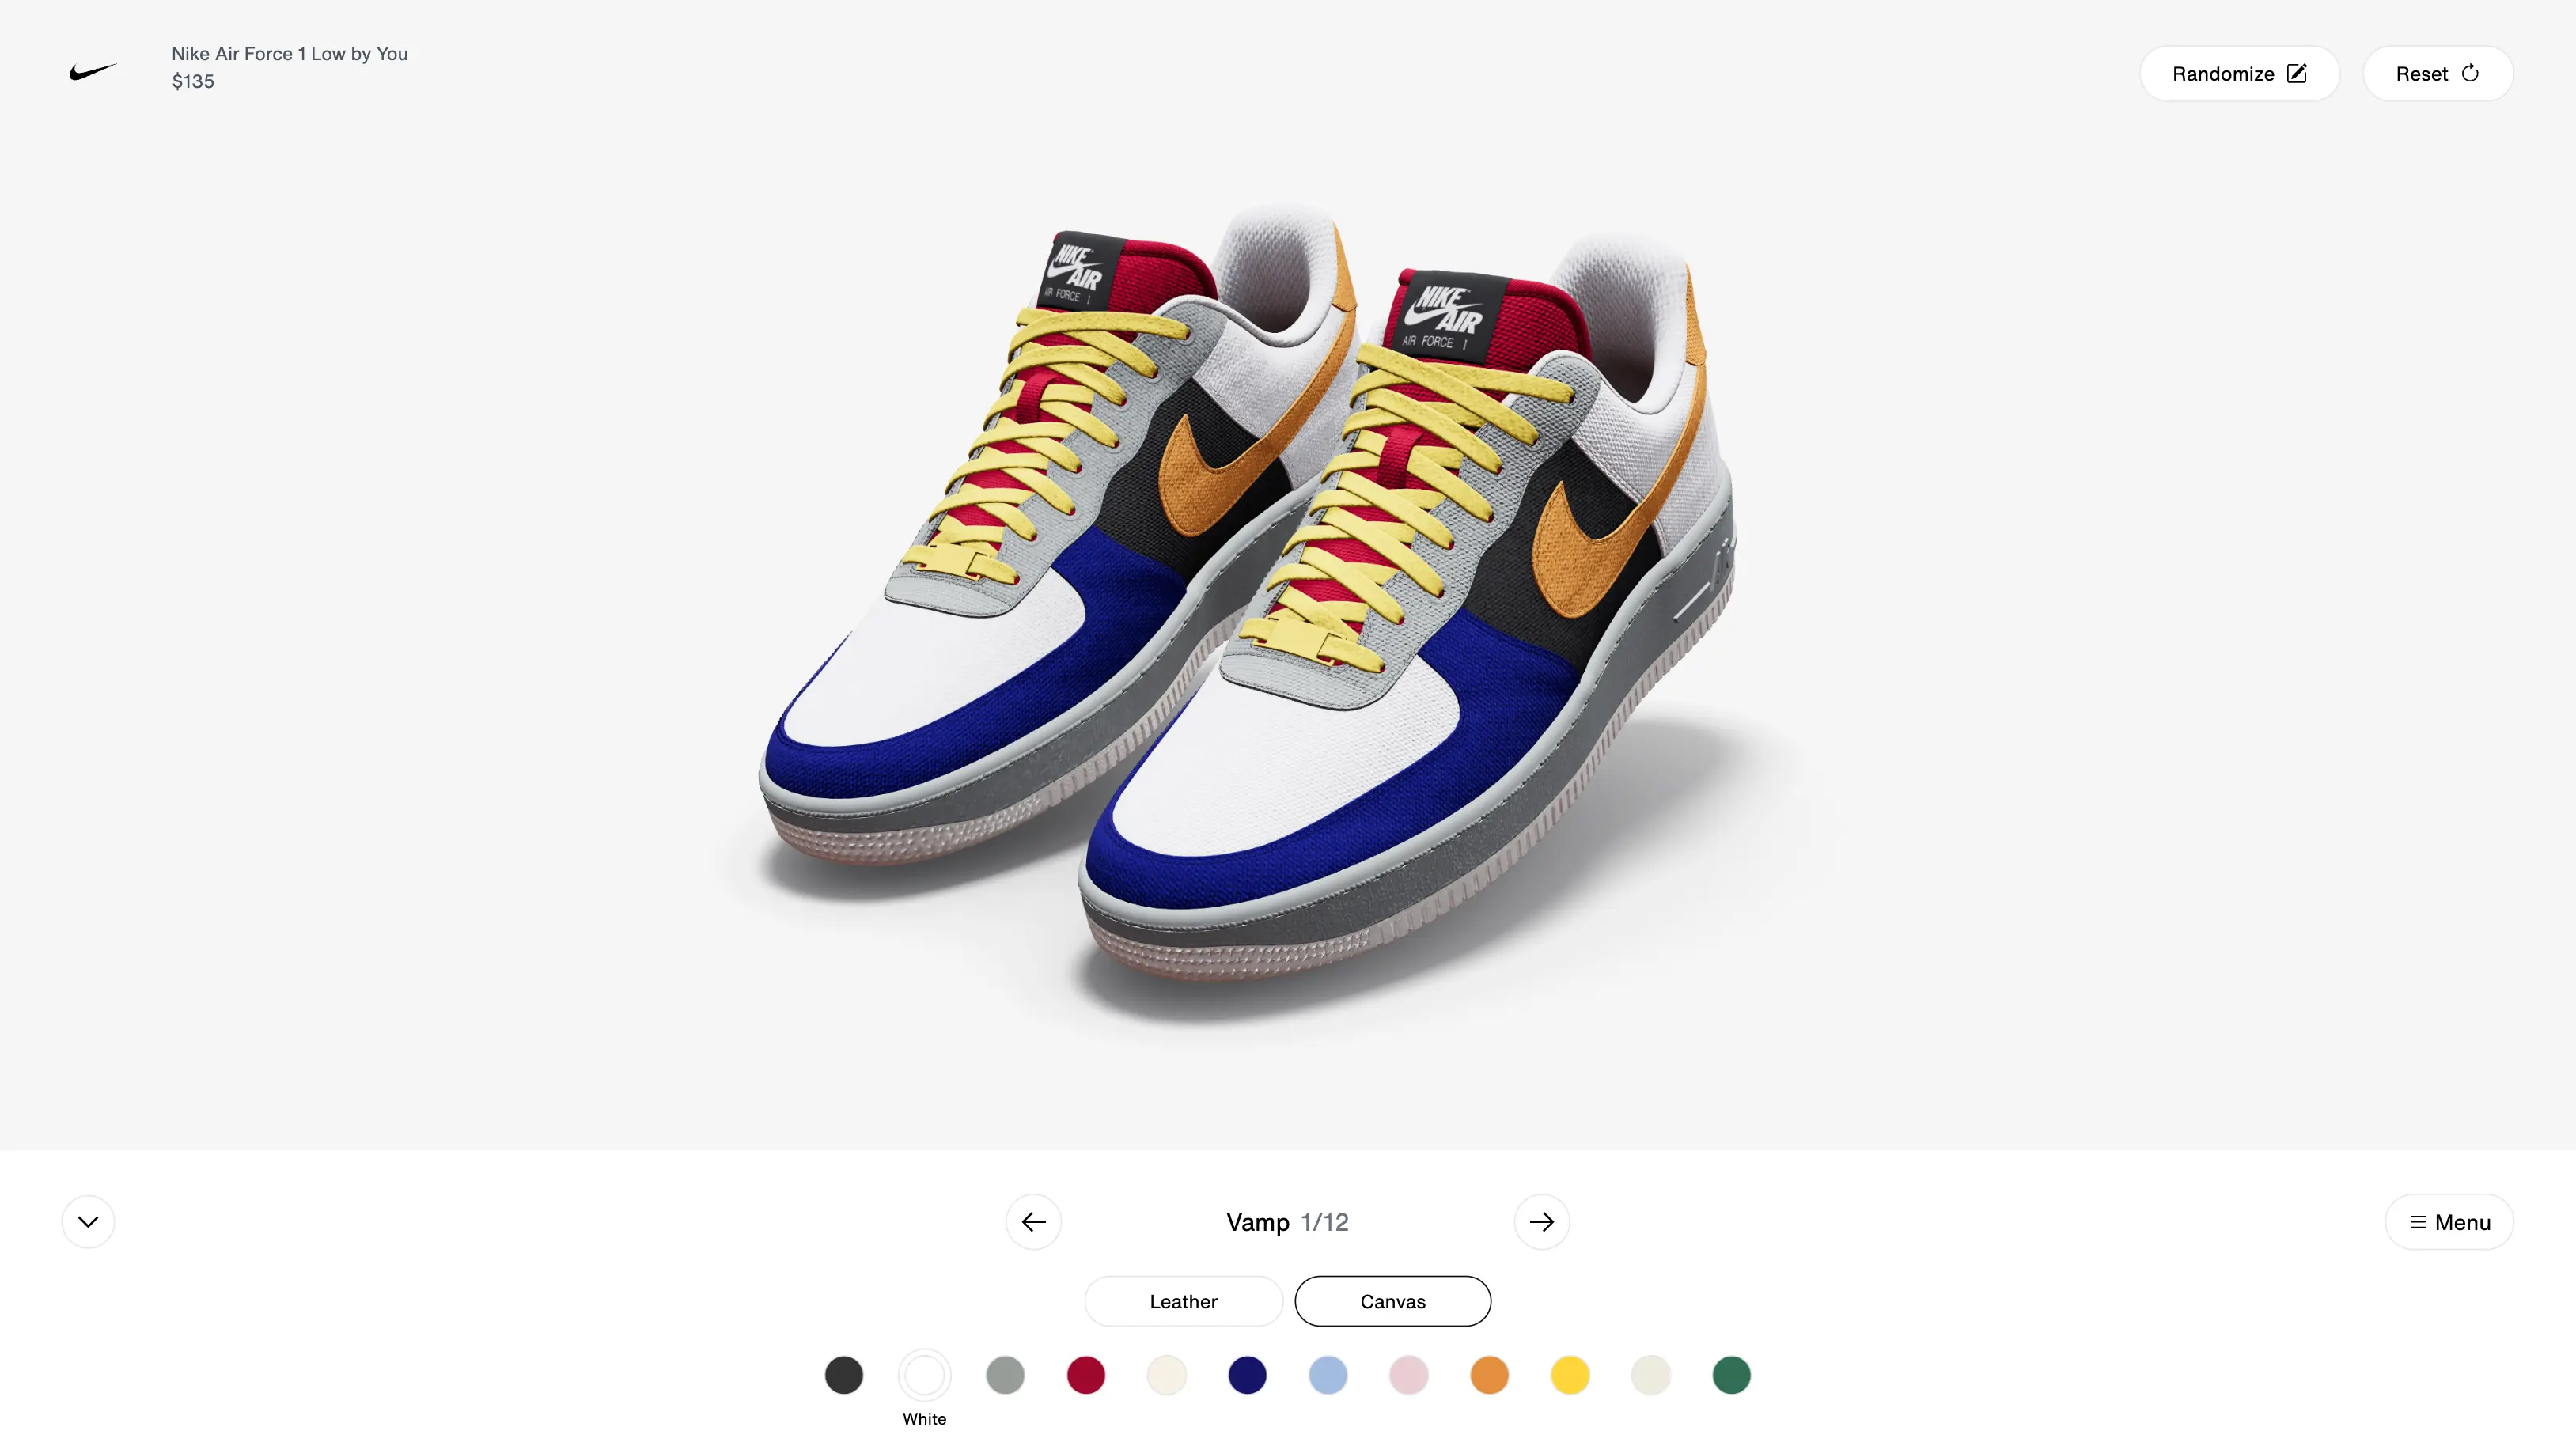 Nike Air Force 1 Low by You
$135
Randomize
Reset
NIKE
AIR
AIR FORCE 1
NIKE
AIR
AIR FORCE 1
Vamp 1/12
Menu
Leather
Canvas
White